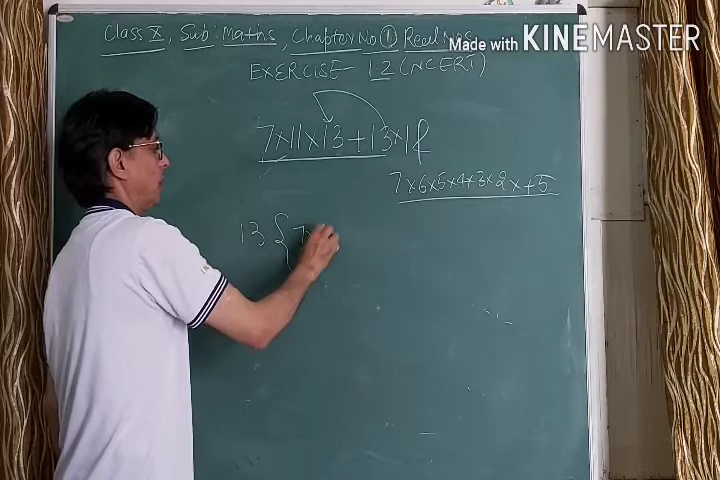 Class X, Sub: Maths, Chapter No ① Real Nos.
Made with KINEMASTER
EXERCISE - 1.2 (NCERT)
7×11×13+13×1
7×6×5×4×3×2×+5
13 { 7×